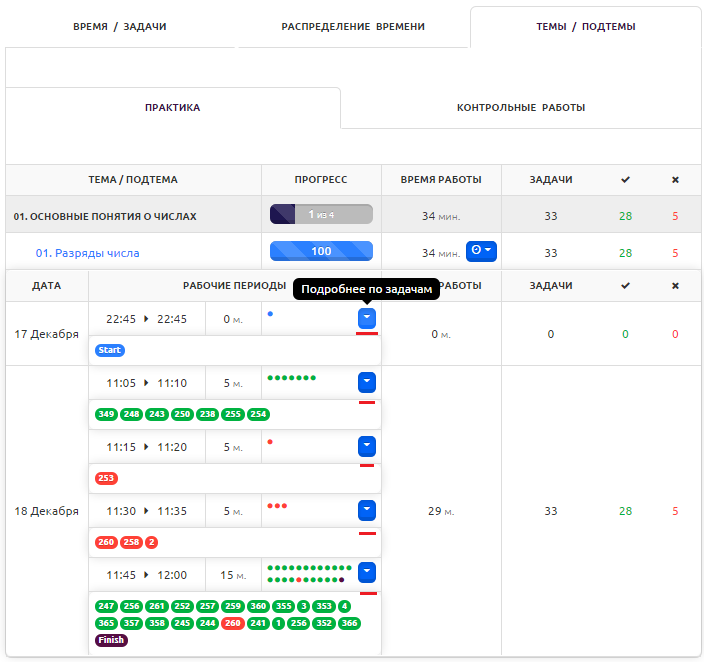 ВРЕМЯ / ЗАДАЧИ РАСПРЕДЕЛЕНИЕ ВРЕМЕНИ ТЕМЫ / ПОДТЕМЫ
ПРАКТИКА КОНТРОЛЬНЫЕ РАБОТЫ
ТЕМА / ПОДТЕМА ПРОГРЕСС ВРЕМЯ РАБОТЫ ЗАДАЧИ ✔ ✖
01. ОСНОВНЫЕ ПОНЯТИЯ О ЧИСЛАХ 1 из 4 34 мин. 33 28 5
01. Разряды числа 100 34 мин. 33 28 5
ДАТА РАБОЧИЕ ПЕРИОДЫ РАБОТЫ ЗАДАЧИ ✔ ✖
Подробнее по задачам
17 Декабря 22:45 22:45 0 м. 0 м. 0 0 0
Start
11:05 11:10 5 м.
349 248 243 250 238 255 254
11:15 11:20 5 м.
253
18 Декабря 11:30 11:35 5 м. 29 м. 33 28 5
260 258 2
11:45 12:00 15 м.
247 256 261 252 257 259 360 355 3 353 4
365 357 358 245 244 260 241 1 256 352 366
Finish